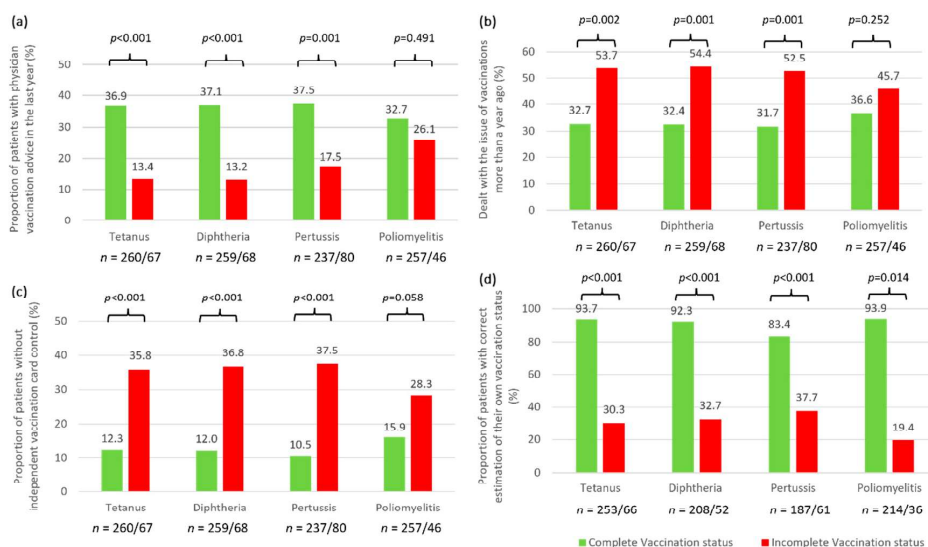 (a)
p<0.001 p<0.001 p=0.001 p=0.491
Proportion of patients with physician
vaccination advice in the last year (%)
50
40
30
20
10
0
36.9 37.1 37.5 32.7
13.4 13.2 17.5 26.1
Tetanus Diphtheria Pertussis Poliomyelitis
n = 260/67 n = 259/68 n = 237/80 n = 257/46
(b)
p=0.002 p=0.001 p=0.001 p=0.252
Dealt with the issue of vaccinations
more than a year ago (%)
60
50
40
30
20
10
0
53.7 54.4 52.5 45.7
32.7 32.4 31.7 36.6
Tetanus Diphtheria Pertussis Poliomyelitis
n = 260/67 n = 259/68 n = 237/80 n = 257/46
(c)
p<0.001 p<0.001 p<0.001 p=0.058
Proportion of patients without
independent vaccination card control (%)
50
40
30
20
10
0
35.8 36.8 37.5 28.3
12.3 12.0 10.5 15.9
Tetanus Diphtheria Pertussis Poliomyelitis
n = 260/67 n = 259/68 n = 237/80 n = 257/46
(d)
p<0.001 p<0.001 p<0.001 p=0.014
Proportion of patients with correct
estimation of their own vacciration status
(%)
100
80
60
40
20
0
93.7 92.3 83.4 93.9
30.3 32.7 37.7 19.4
Tetanus Diphtheria Pertussis Poliomyelitis
n = 253/66 n = 208/52 n = 187/61 n = 214/36
Complete Vaccination status Incomplete Vaccination status